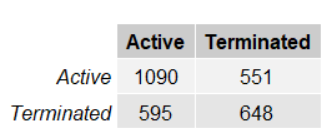 Active Terminated
Active 1090 551
Terminated 595 648